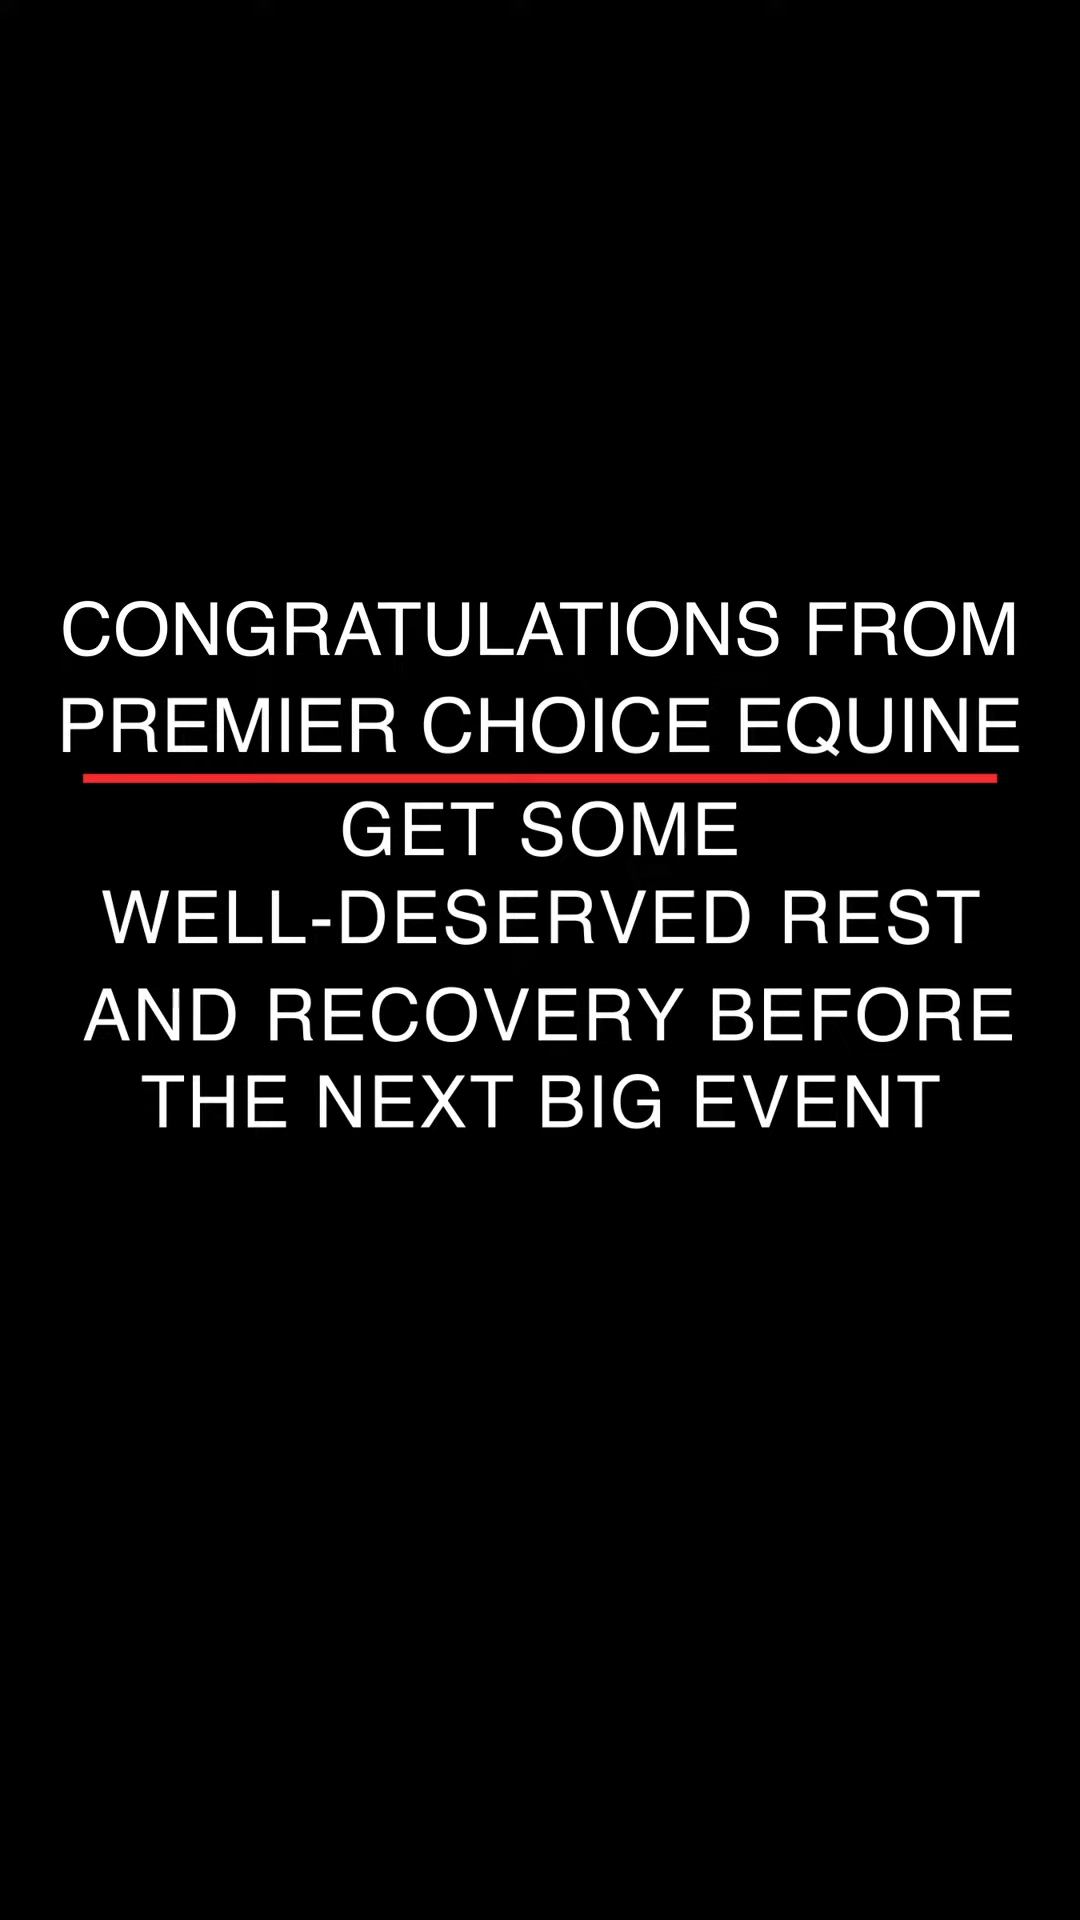 CONGRATULATIONS FROM
PREMIER CHOICE EQUINE
GET SOME
WELL-DESERVED REST
AND RECOVERY BEFORE
THE NEXT BIG EVENT